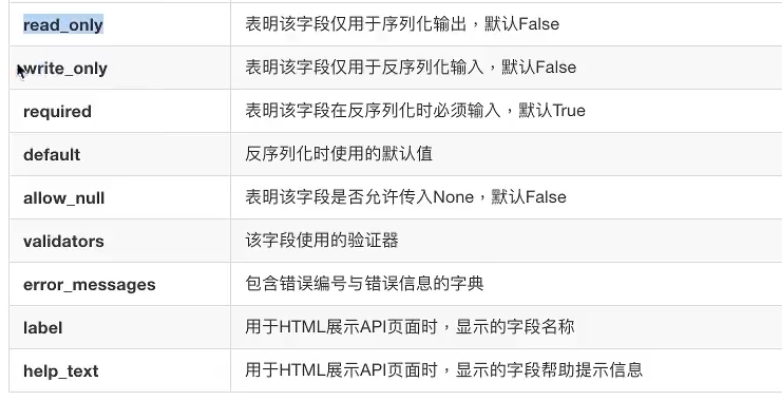 read_only 表明该字段仅用于序列化输出，默认False
write_only 表明该字段仅用于反序列化输入，默认False
required 表明该字段在反序列化时必须输入，默认True
default 反序列化时使用的默认值
allow_null 表明该字段是否允许传入None，默认False
validators 该字段使用的验证器
error_messages 包含错误编号与错误信息的字典
label 用于HTML展示API页面时，显示的字段名称
help_text 用于HTML展示API页面时，显示的字段帮助提示信息